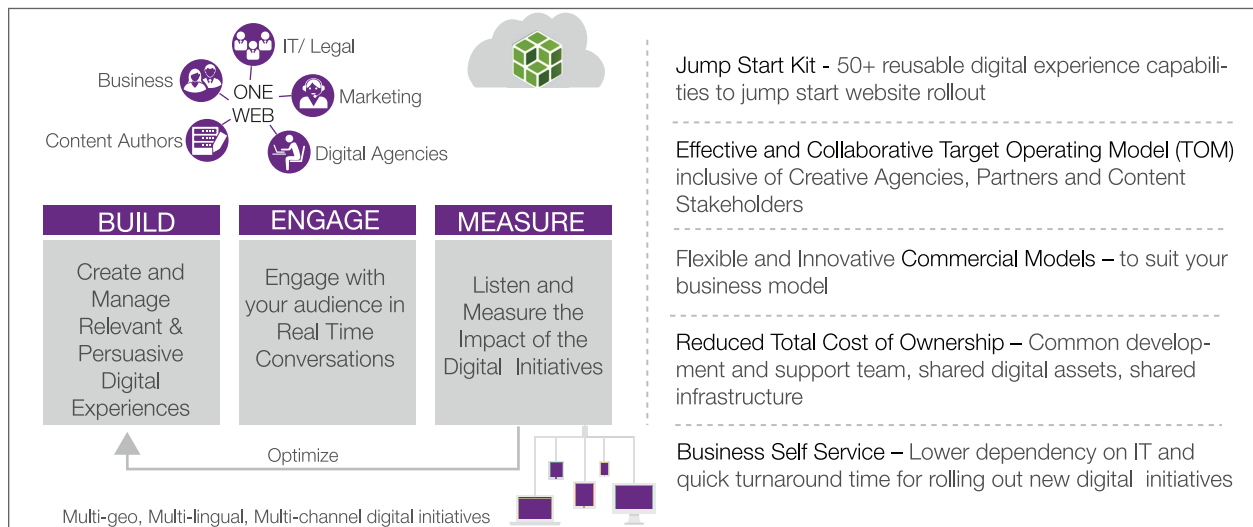 IT/ Legal
Business
ONE
WEB
Marketing
Content Authors
Digital Agencies
BUILD
Create and
Manage
Relevant &
Persuasive
Digital
Experiences
ENGAGE
Engage with
your audience in
Real Time
Conversations
MEASURE
Listen and
Measure the
Impact of the
Digital Initiatives
Optimize
Multi-geo, Multi-lingual, Multi-channel digital initiatives
Jump Start Kit - 50+ reusable digital experience capabili-
ties to jump start website rollout
Effective and Collaborative Target Operating Model (TOM)
inclusive of Creative Agencies, Partners and Content
Stakeholders
Flexible and Innovative Commercial Models – to suit your
business model
Reduced Total Cost of Ownership – Common develop-
ment and support team, shared digital assets, shared
infrastructure
Business Self Service – Lower dependency on IT and
quick turnaround time for rolling out new digital initiatives